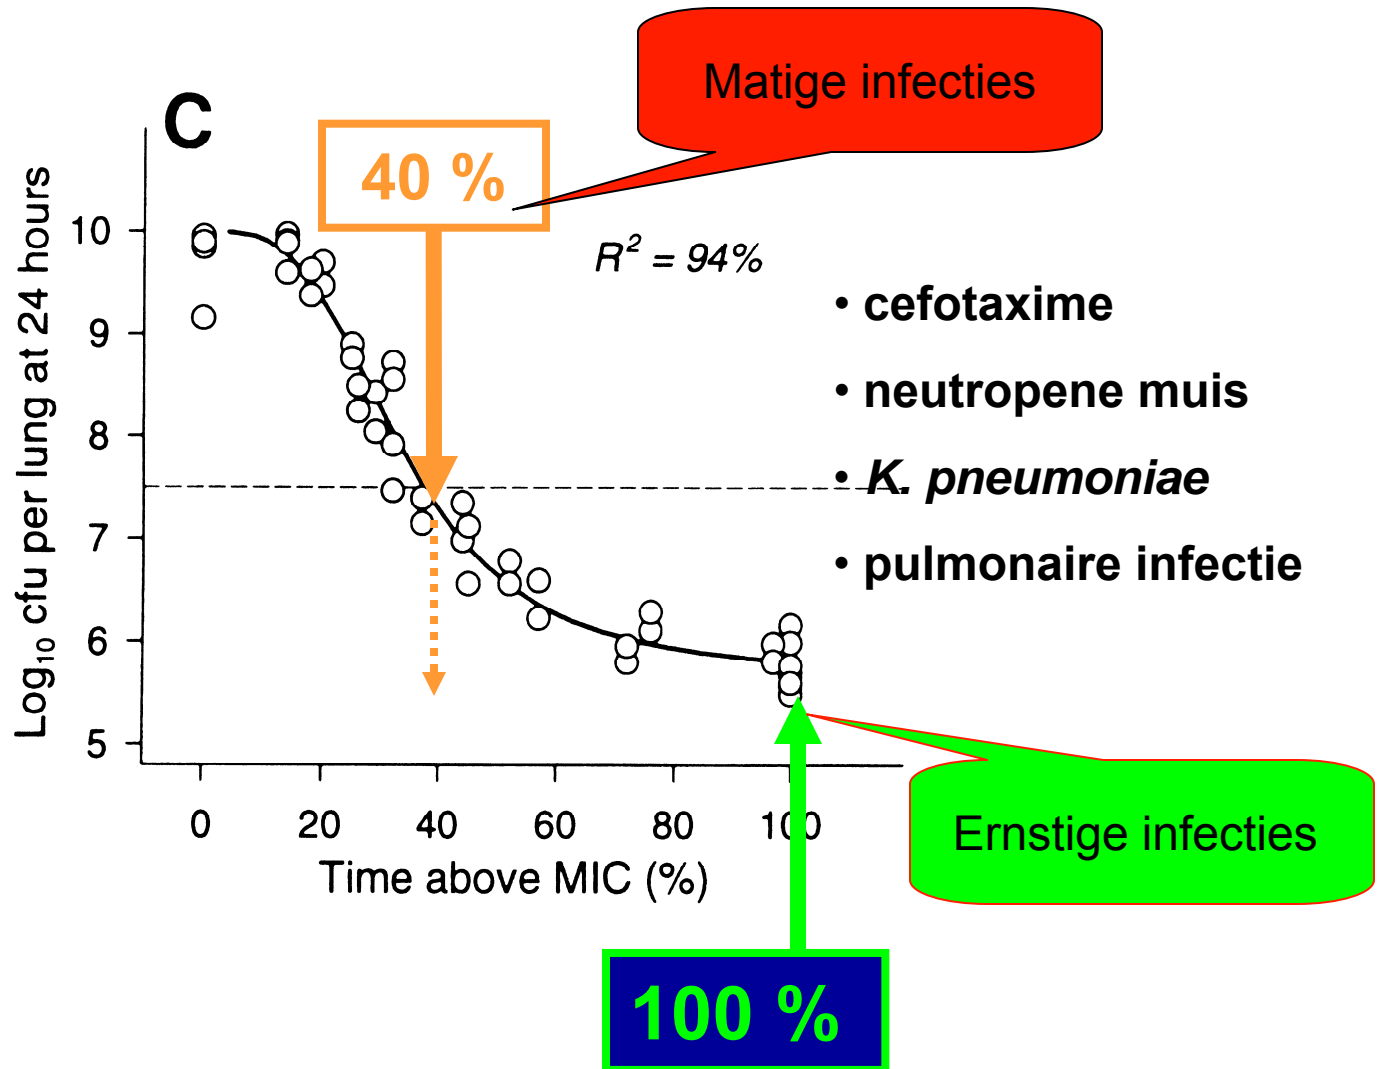 Matige infecties
C
40 %
R² = 94%
Log₁₀ cfu per lung at 24 hours
10
9
8
7
6
5
• cefotaxime
• neutropene muis
• K. pneumoniae
• pulmonaire infectie
0 20 40 60 80 100
Time above MIC (%)
Ernstige infecties
100 %